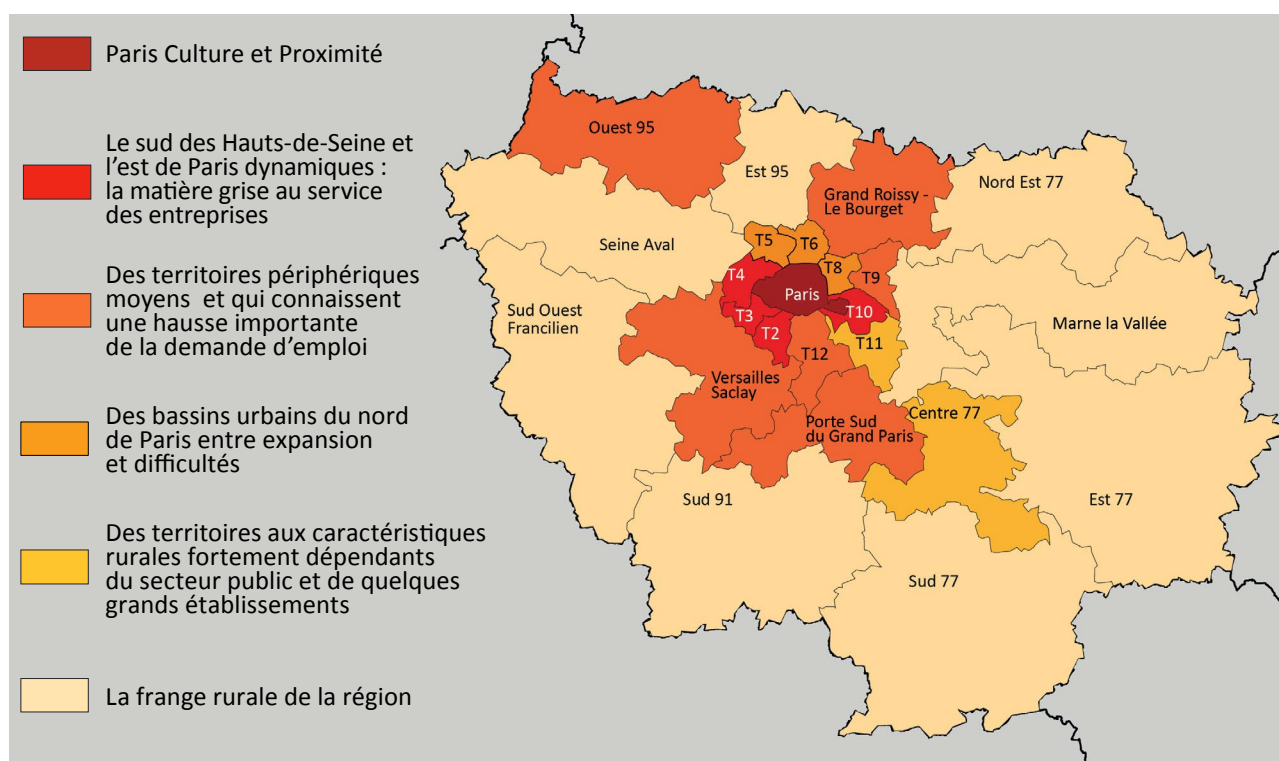 Paris Culture et Proximité
Le sud des Hauts-de-Seine et
l'est de Paris dynamiques :
la matière grise au service
des entreprises
Des territoires périphériques
moyens et qui connaissent
une hausse importante
de la demande d'emploi
Des bassins urbains du nord
de Paris entre expansion
et difficultés
Des territoires aux caractéristiques
rurales fortement dépendants
du secteur public et de quelques
grands établissements
La frange rurale de la région
Ouest 95
Est 95
Nord Est 77
Grand Roissy -
Le Bourget
Seine Aval
T5
T6
T8
T9
T4
Paris
Sud Ouest
Francilien
T3
T10
Marne la Vallée
T2
T11
T12
Versailles
Saclay
Centre 77
Porte Sud
du Grand Paris
Sud 91
Est 77
Sud 77